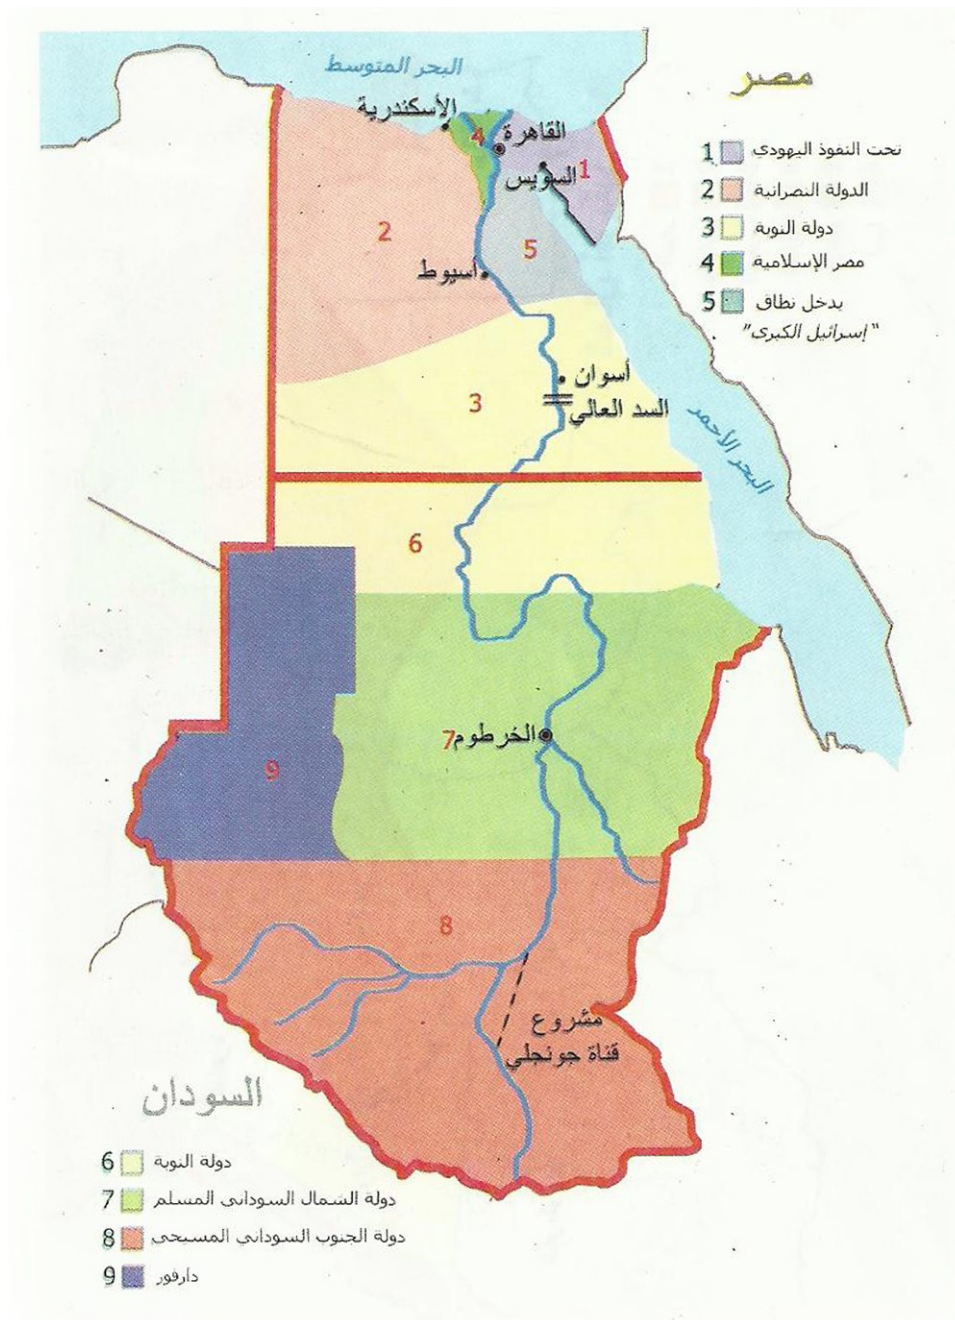 مصر
البحر المتوسط
الأسكندرية
القاهرة
السويس
أسيوط
أسوان
السد العالي
البحر الأحمر
1
2
3
4
5
1 تحت النفوذ اليهودي
2 الدولة النصرانية
3 دولة النوبة
4 مصر الإسلامية
5 يدخل نطاق
"إسرائيل الكبرى"
6
7
الخرطوم
8
9
مشروع
قناة جونجلي
السودان
6 دولة النوبة
7 دولة الشمال السوداني المسلم
8 دولة الجنوب السوداني المسيحي
9 دارفور